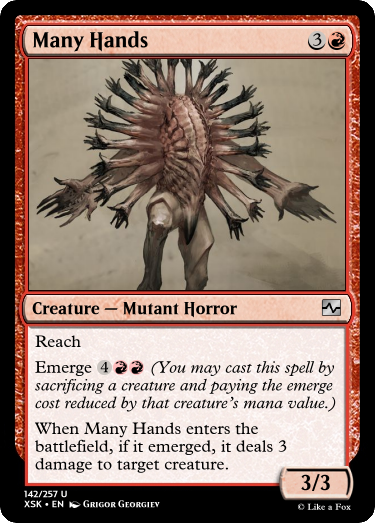 Many Hands 3
Creature — Mutant Horror
Reach
Emerge 4 (You may cast this spell by
sacrificing a creature and paying the emerge
cost reduced by that creature's mana value.)
When Many Hands enters the
battlefield, if it emerged, it deals 3
damage to target creature.
3/3
142/257 U
XSK • EN Grigor Georgiev
© Like a Fox